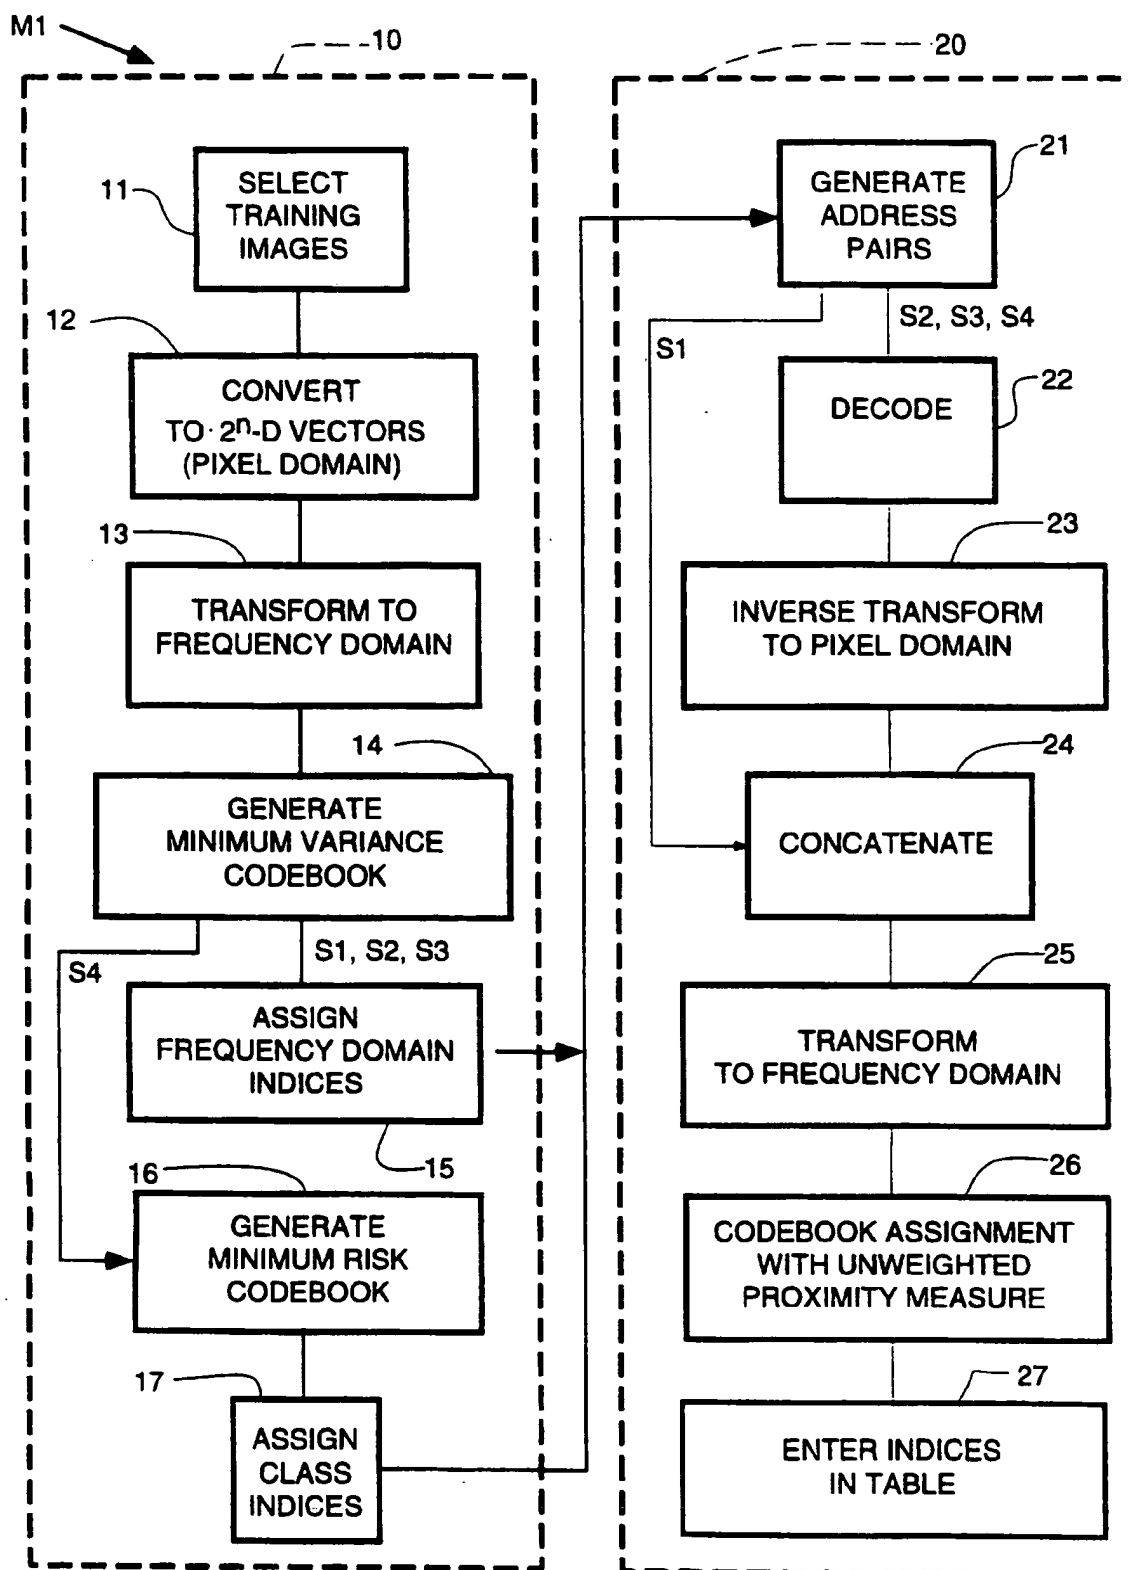 M1
10
11
SELECT
TRAINING
IMAGES
12
CONVERT
TO 2ⁿ-D VECTORS
(PIXEL DOMAIN)
13
TRANSFORM TO
FREQUENCY DOMAIN
14
GENERATE
MINIMUM VARIANCE
CODEBOOK
S4
S1, S2, S3
ASSIGN
FREQUENCY DOMAIN
INDICES
15
16
GENERATE
MINIMUM RISK
CODEBOOK
17
ASSIGN
CLASS
INDICES
20
21
GENERATE
ADDRESS
PAIRS
S1
S2, S3, S4
22
DECODE
23
INVERSE TRANSFORM
TO PIXEL DOMAIN
24
CONCATENATE
25
TRANSFORM
TO FREQUENCY DOMAIN
26
CODEBOOK ASSIGNMENT
WITH UNWEIGHTED
PROXIMITY MEASURE
27
ENTER INDICES
IN TABLE